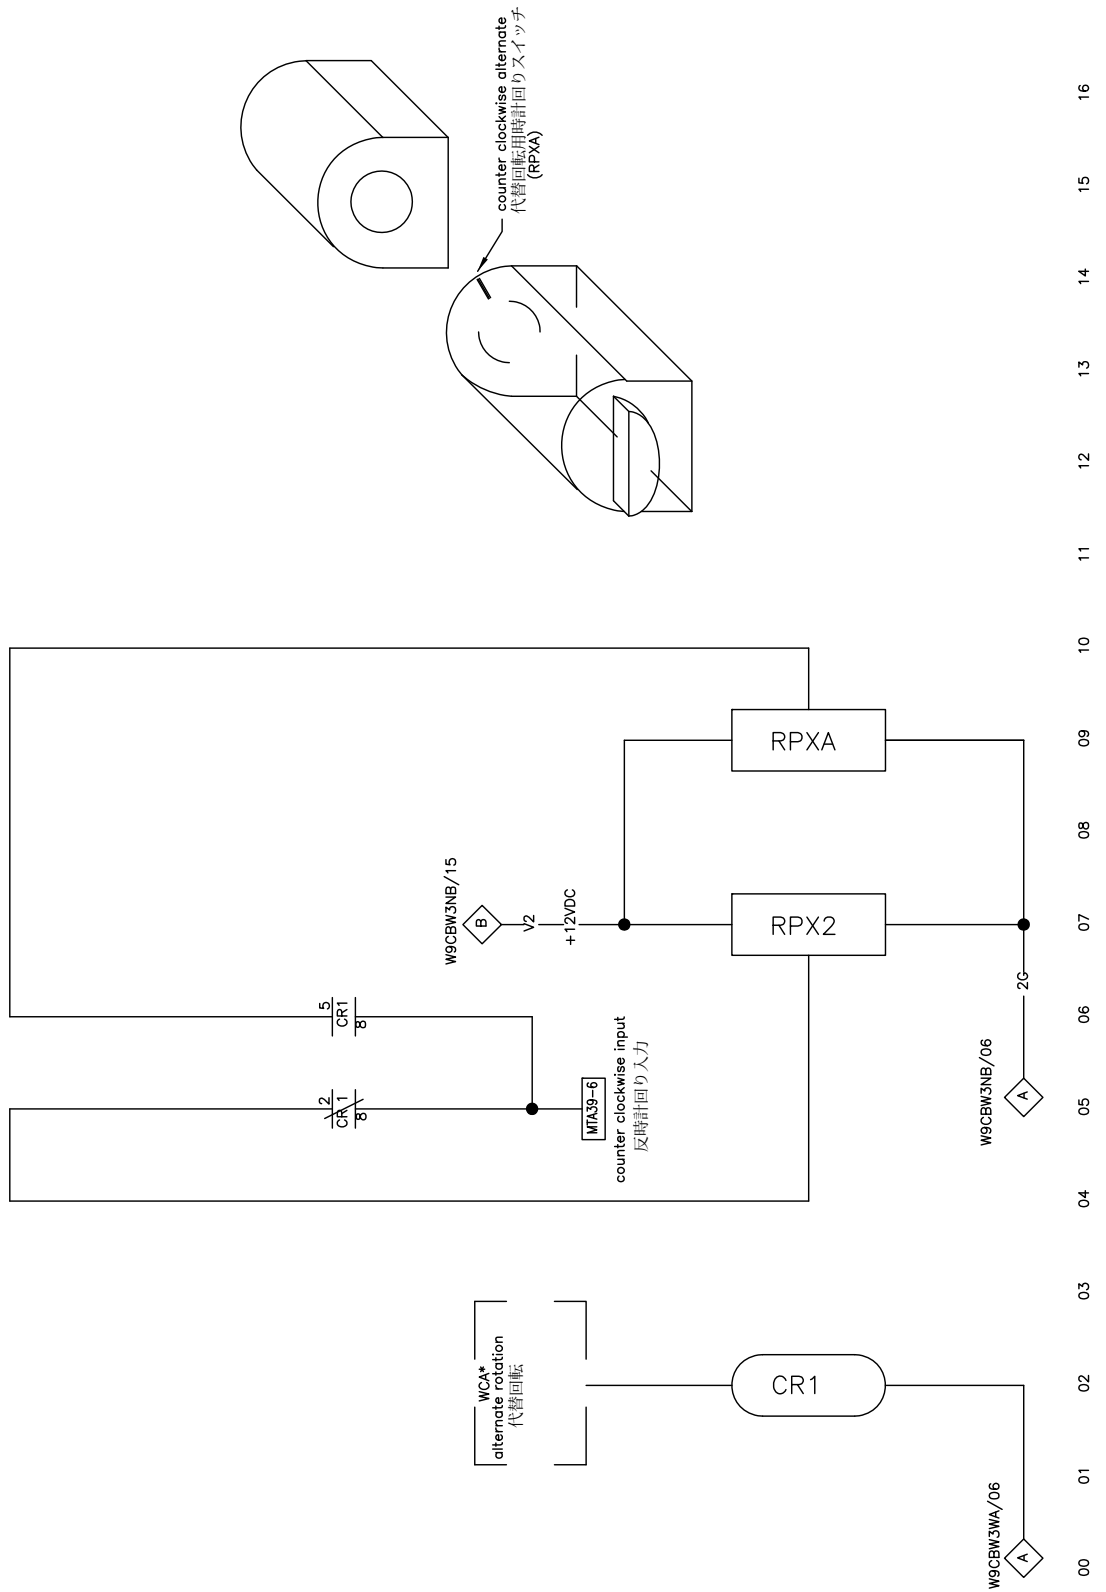 counter clockwise alternate
代替回転用時計回りスイッチ
(RPXA)
W9CBW3NB/15
B
V2
+12VDC
5
CR1
8
2
CR1
8
MTA39-6
counter clockwise input
反時計回り入力
RPXA
RPX2
2G
W9CBW3NB/06
A
WCA*
alternate rotation
代替回転
CR1
W9CBW3WA/06
A
00
01
02
03
04
05
06
07
08
09
10
11
12
13
14
15
16